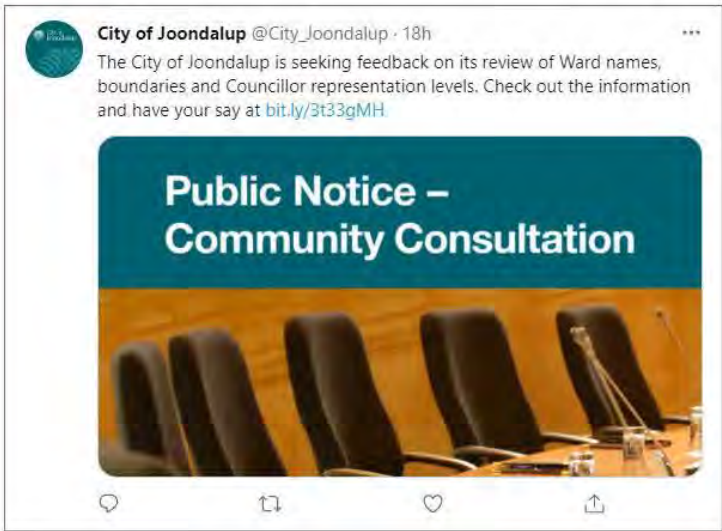 City of Joondalup @City_Joondalup · 18h
The City of Joondalup is seeking feedback on its review of Ward names,
boundaries and Councillor representation levels. Check out the information
and have your say at bit.ly/3t33gMH
Public Notice –
Community Consultation